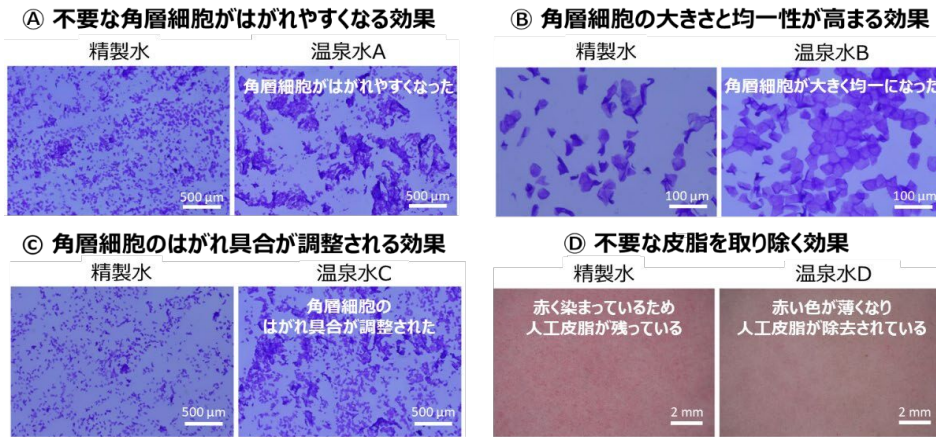 Ⓐ 不要な角層細胞がはがれやすくなる効果
精製水
温泉水A
角層細胞がはがれやすくなった
500 μm
500 μm
Ⓑ 角層細胞の大きさと均一性が高まる効果
精製水
温泉水B
角層細胞が大きく均一になった
100 μm
100 μm
Ⓒ 角層細胞のはがれ具合が調整される効果
精製水
温泉水C
角層細胞の
はがれ具合が調整された
500 μm
500 μm
Ⓓ 不要な皮脂を取り除く効果
精製水
温泉水D
赤く染まっているため
人工皮脂が残っている
赤い色が薄くなり
人工皮脂が除去されている
2 mm
2 mm